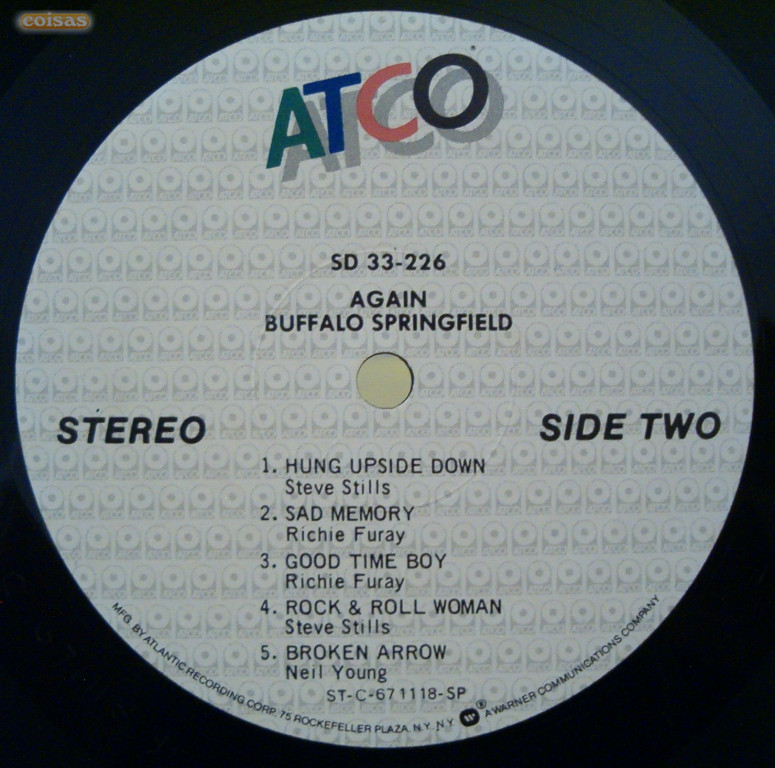 coisas
ATCO
SD 33-226
AGAIN
BUFFALO SPRINGFIELD
STEREO
SIDE TWO
1. HUNG UPSIDE DOWN
Steve Stills
2. SAD MEMORY
Richie Furay
3. GOOD TIME BOY
Richie Furay
4. ROCK & ROLL WOMAN
Steve Stills
5. BROKEN ARROW
Neil Young
ST-C-671118-SP
MFG. BY ATLANTIC RECORDING CORP. 75 ROCKEFELLER PLAZA, N.Y. N.Y. ® A WARNER COMMUNICATIONS COMPANY